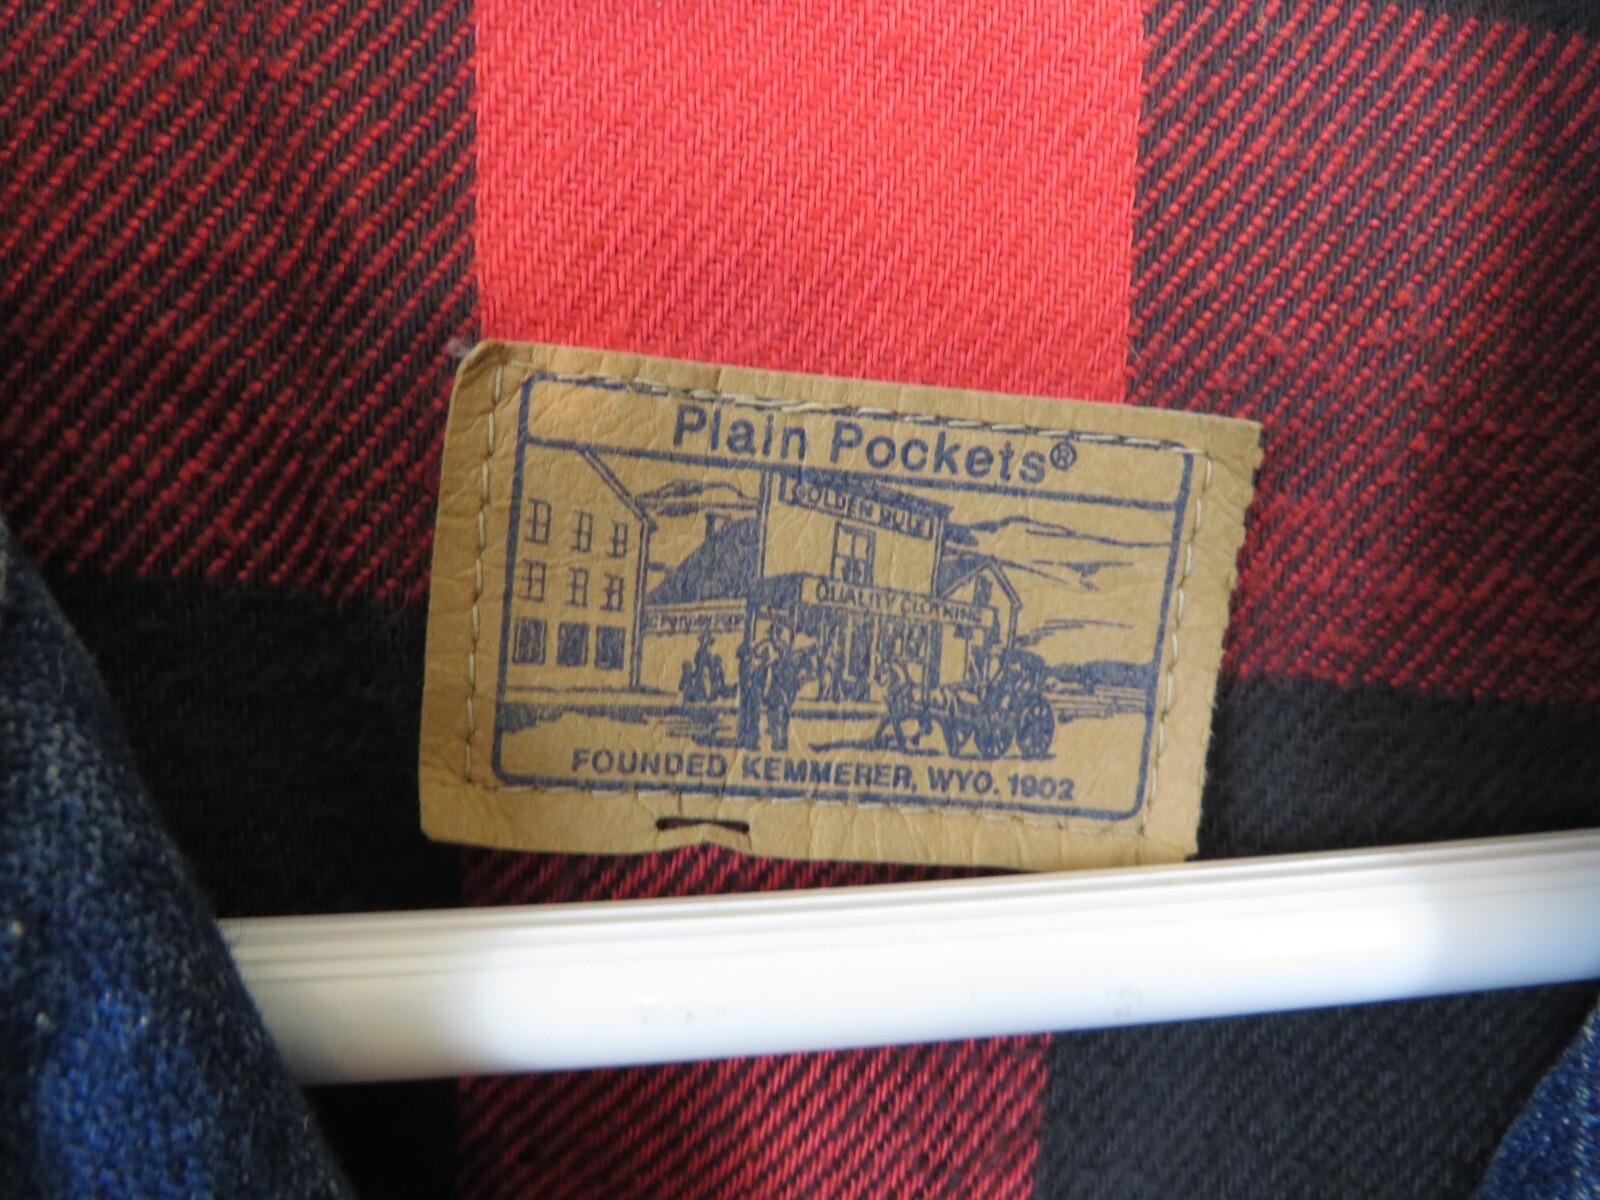 Plain Pockets®
GOLDEN RULE
QUALITY CLOTHING
FOUNDED KEMMERER, WYO. 1902